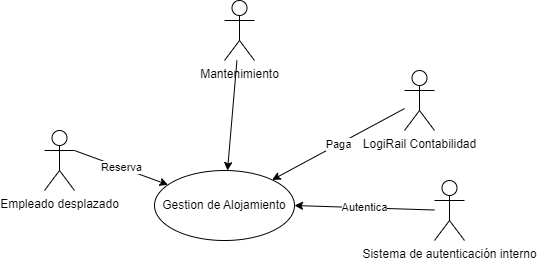 Mantenimiento
Paga
LogiRail Contabilidad
Reserva
Empleado desplazado
Gestion de Alojamiento
Autentica
Sistema de autenticación interno